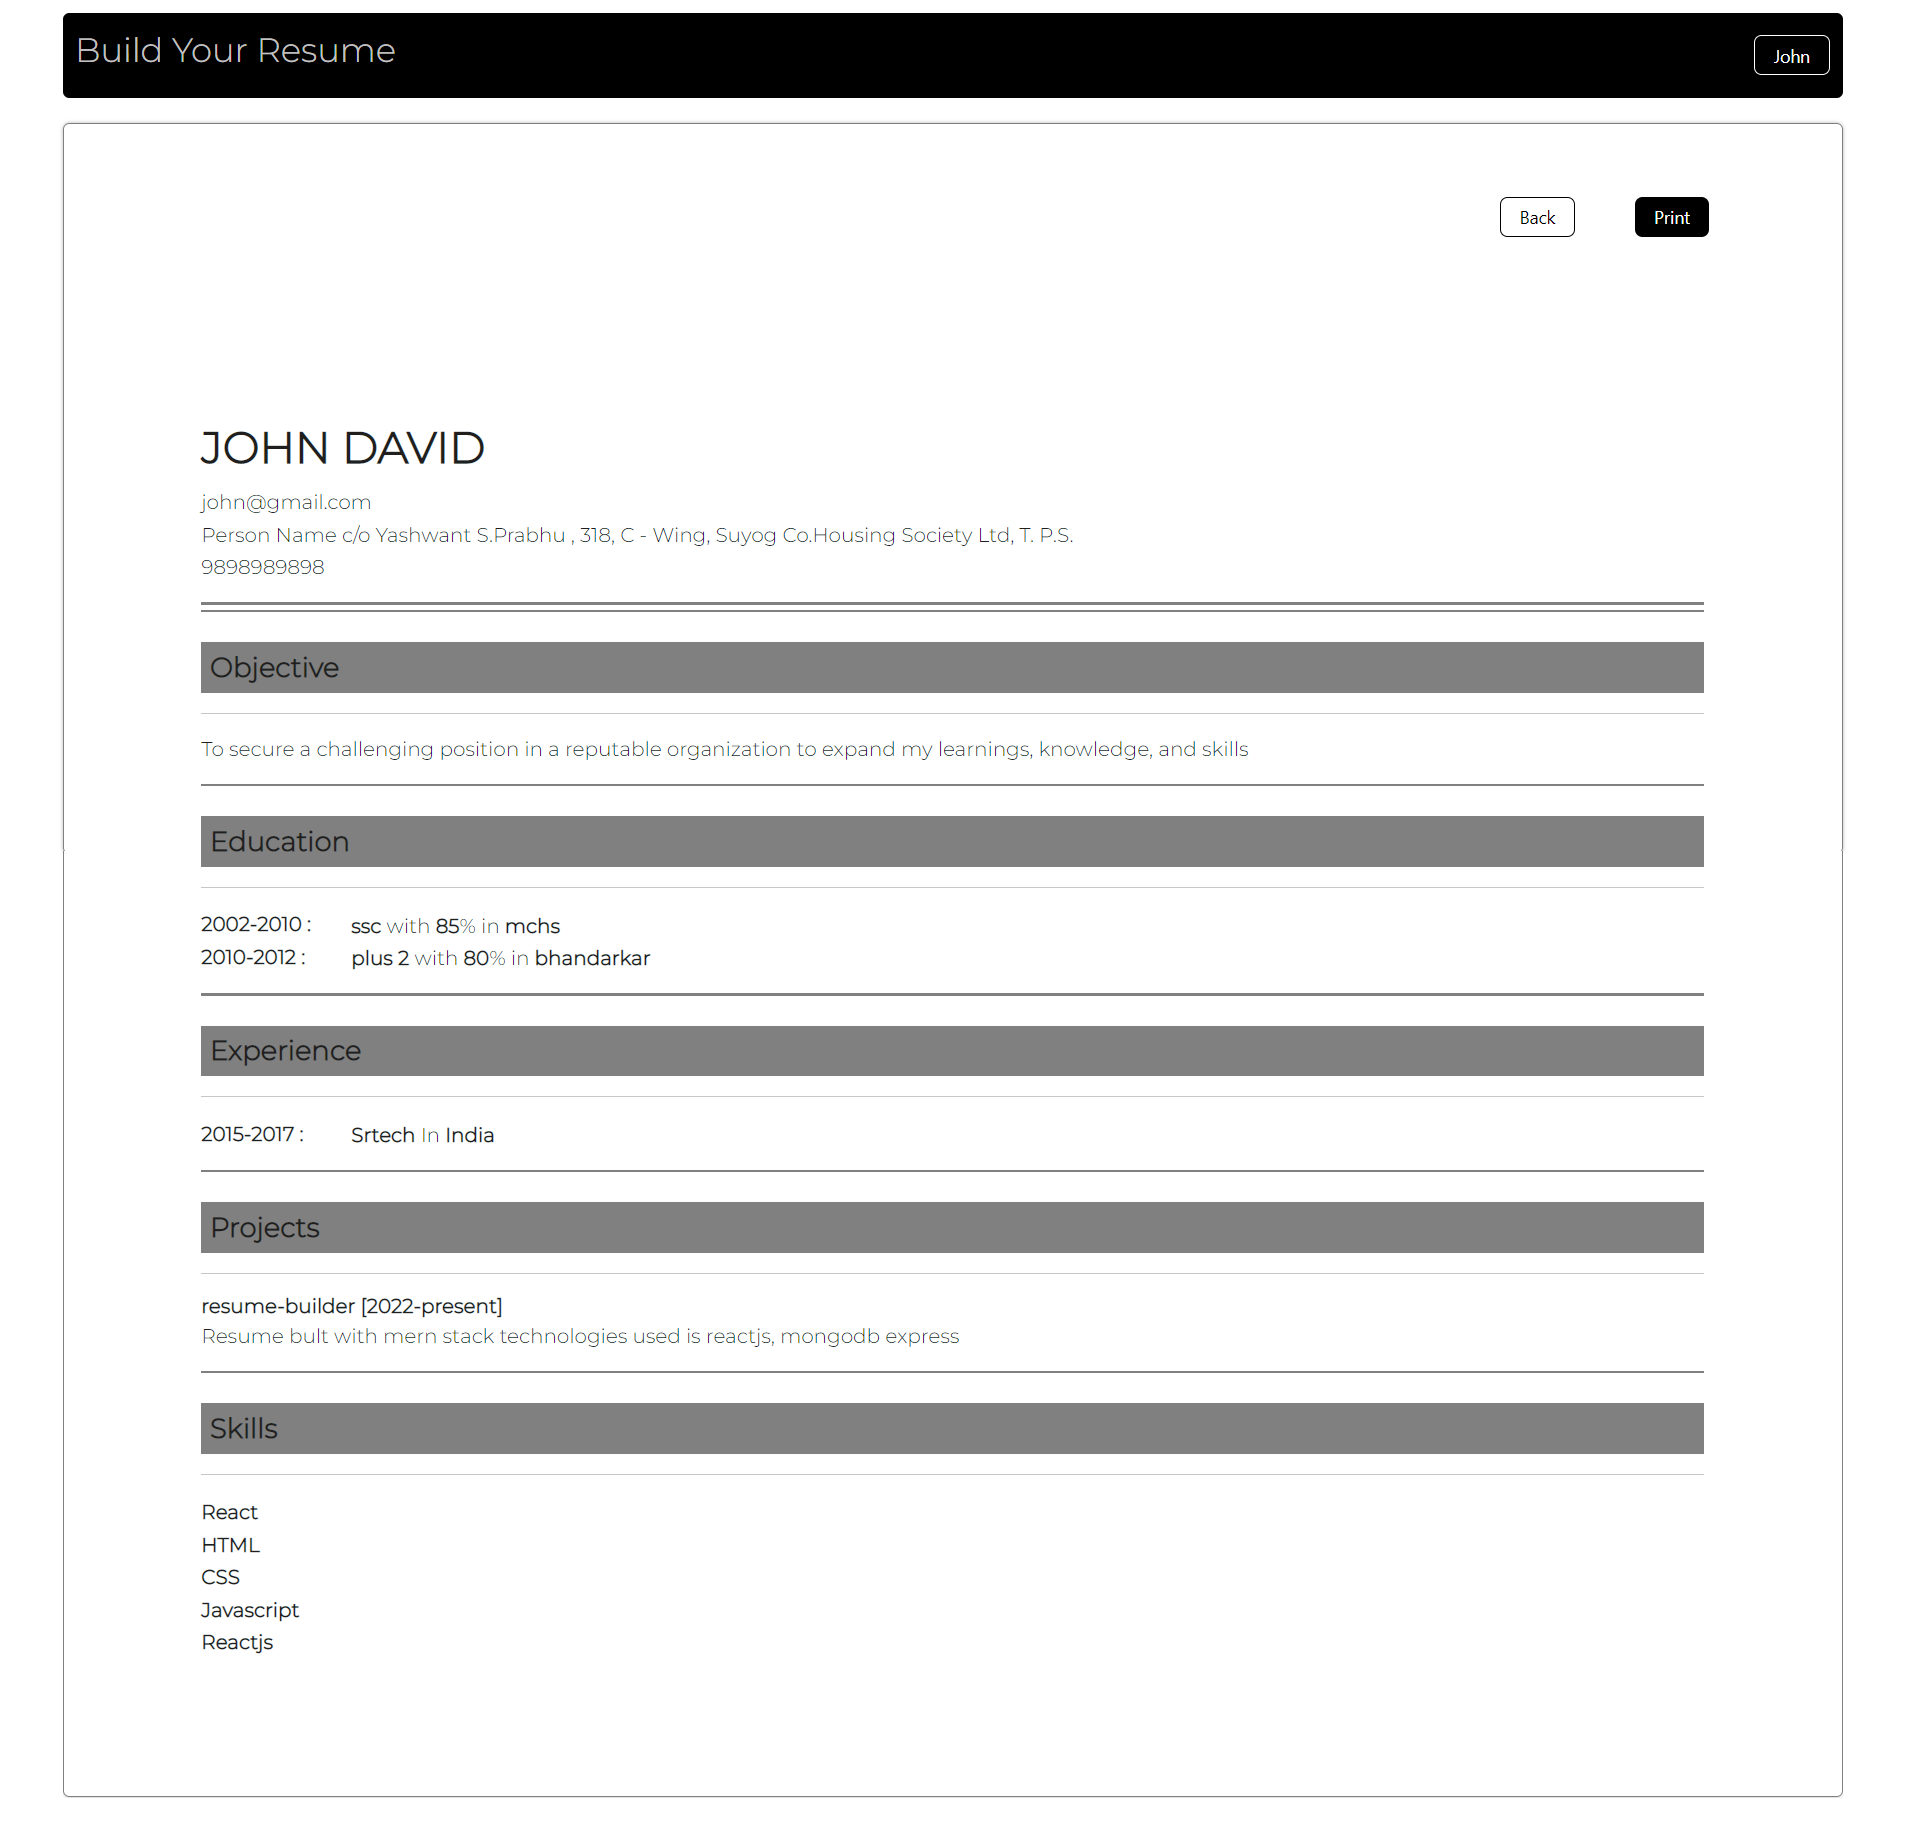 Build Your Resume
John
Back
Print
JOHN DAVID
john@gmail.com
Person Name c/o Yashwant S.Prabhu , 318, C - Wing, Suyog Co.Housing Society Ltd, T. P.S.
9898989898
Objective
To secure a challenging position in a reputable organization to expand my learnings, knowledge, and skills
Education
2002-2010 : ssc with 85% in mchs
2010-2012 : plus 2 with 80% in bhandarkar
Experience
2015-2017 : Srtech In India
Projects
resume-builder [2022-present]
Resume bult with mern stack technologies used is reactjs, mongodb express
Skills
React
HTML
CSS
Javascript
Reactjs